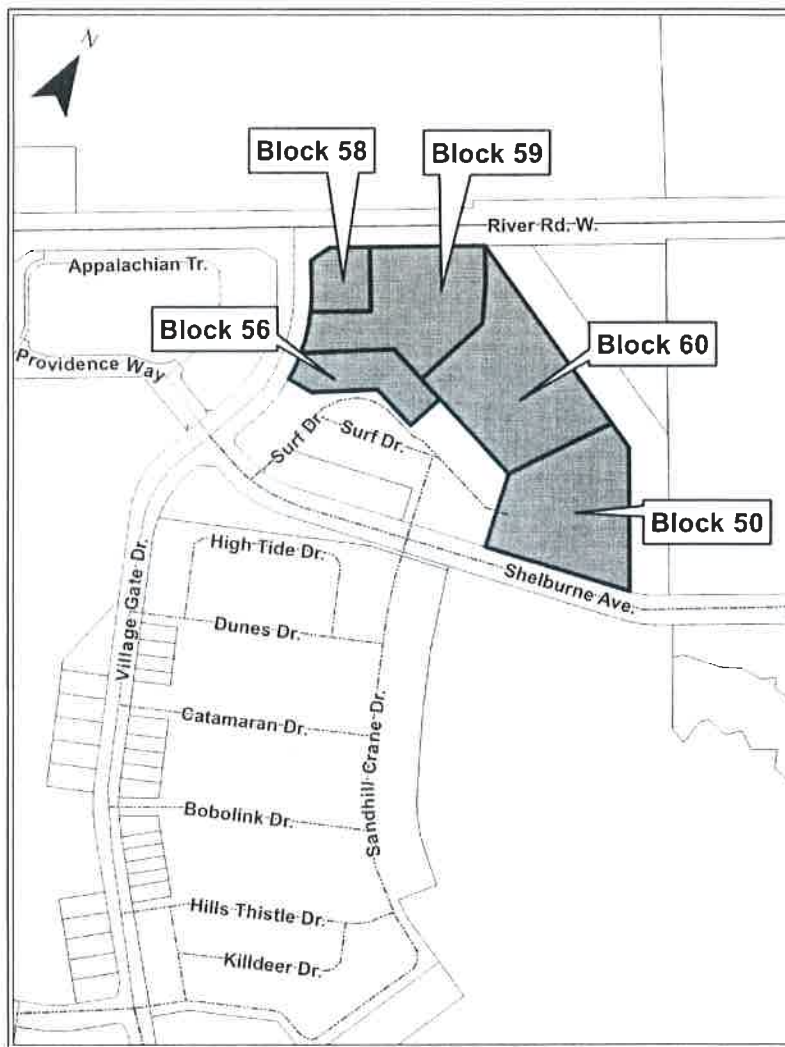 N
Block 58
Block 59
River Rd. W.
Appalachian Tr.
Block 56
Block 60
Providence Way
Surf Dr.
Surf Dr.
Block 50
High Tide Dr.
Shelburne Ave.
Village Gate Dr.
Dunes Dr.
Catamaran Dr.
Sandhill Crane Dr.
Bobolink Dr.
Hills Thistle Dr.
Killdeer Dr.